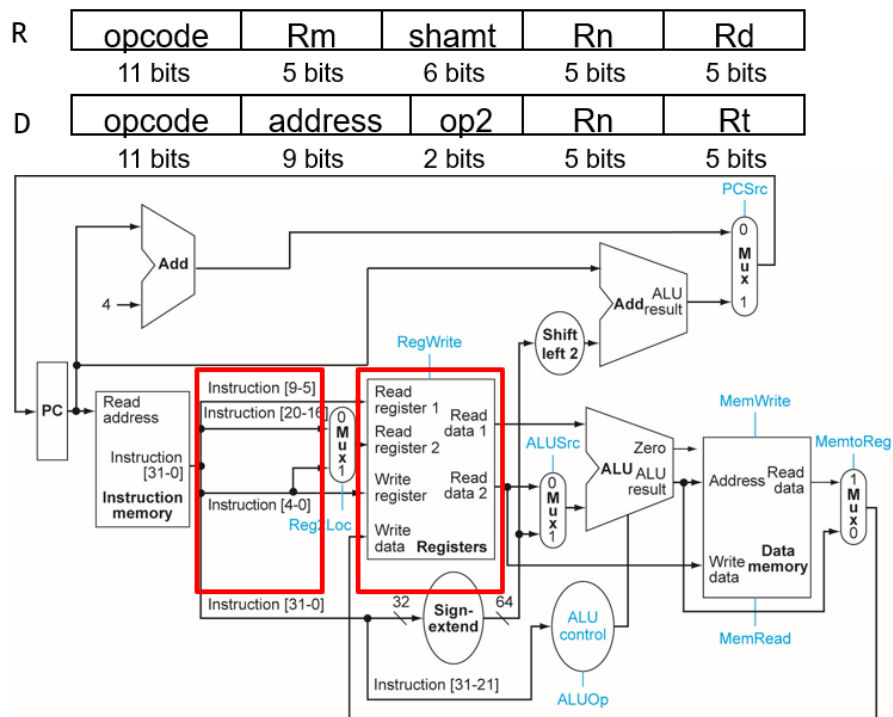 R opcode Rm shamt Rn Rd
11 bits 5 bits 6 bits 5 bits 5 bits
D opcode address op2 Rn Rt
11 bits 9 bits 2 bits 5 bits 5 bits
PCSrc
0
M
u
x
1
Add
4
Add ALU
result
Shift
left 2
RegWrite
PC
Read
address
Instruction
[31-0]
Instruction
memory
Instruction [9-5]
Instruction [20-16]
Instruction [4-0]
Instruction [31-0]
0
M
u
x
1
Reg2Loc
Read
register 1
Read
register 2
Write
register
Write
data
Read
data 1
Read
data 2
Registers
ALUSrc
0
M
u
x
1
Zero
ALU
ALU
result
MemWrite
Address
Read
data
Write
data
Data
memory
MemRead
MemtoReg
1
M
u
x
0
32
Sign-
extend
64
ALU
control
Instruction [31-21]
ALUOp